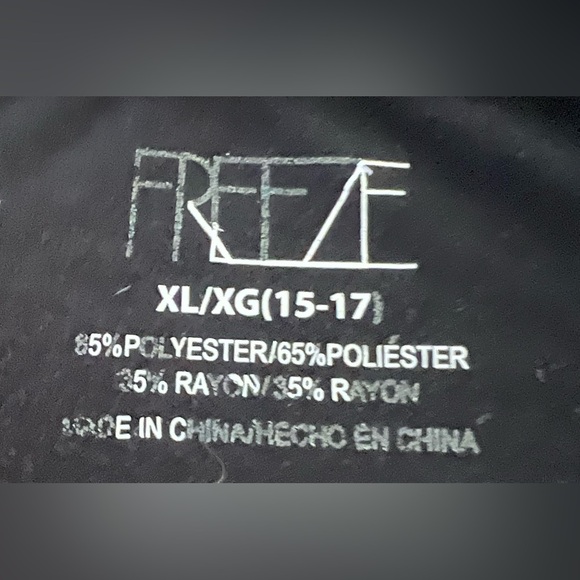 FREEZE
XL/XG(15-17)
65%POLYESTER/65%POLIÉSTER
35% RAYON/35% RAYON
MADE IN CHINA/HECHO EN CHINA